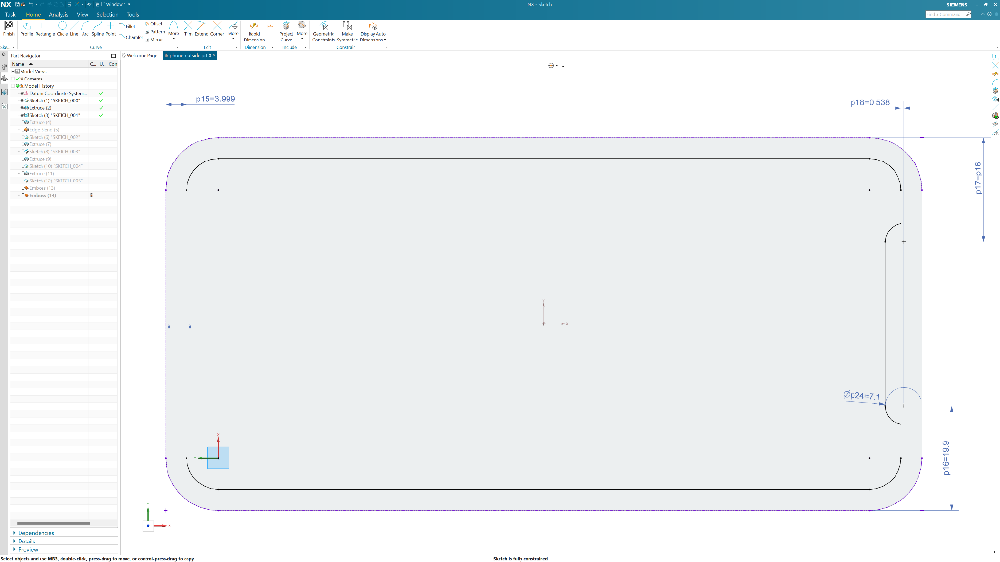 NX
Window
NX - Sketch
SIEMENS
Task
Home
Analysis
View
Selection
Tools
Find a Command
Finish
Profile
Rectangle
Circle
Line
Arc
Spline
Point
Fillet
Chamfer
Offset
Pattern
Mirror
More
Trim
Extend
Corner
More
Rapid
Dimension
Project
Curve
More
Geometric
Constraints
Make
Symmetric
Display Auto
Dimensions
Ske...
Curve
Edit
Dimension
Include
Constrain
Part Navigator
Welcome Page
phone_outside.prt
Name
C...
U...
Con
Model Views
Cameras
Model History
Datum Coordinate System...
Sketch (1) "SKETCH_000"
Extrude (2)
Sketch (3) "SKETCH_001"
Extrude (4)
Edge Blend (5)
Sketch (6) "SKETCH_002"
Extrude (7)
Sketch (8) "SKETCH_003"
Extrude (9)
Sketch (10) "SKETCH_004"
Extrude (11)
Sketch (12) "SKETCH_005"
Emboss (13)
Emboss (14)
p15=3.999
p18=0.538
p17=p16
Y
X
Øp24=7.1
p16=19.9
X
Y
Y
X
Dependencies
Details
Preview
Select objects and use MB3, double-click, press-drag to move, or control-press-drag to copy
Sketch is fully constrained